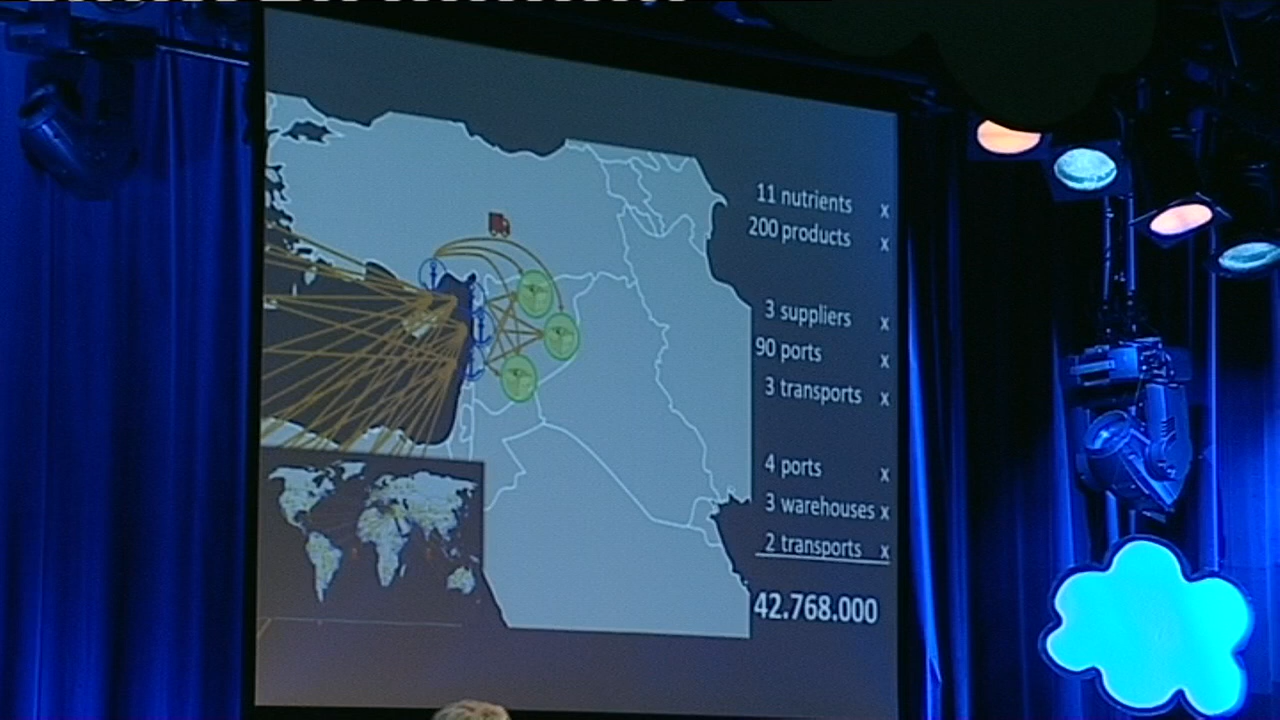 11 nutrients x
200 products x
3 suppliers x
90 ports x
3 transports x
4 ports x
3 warehouses x
2 transports x
42.768.000